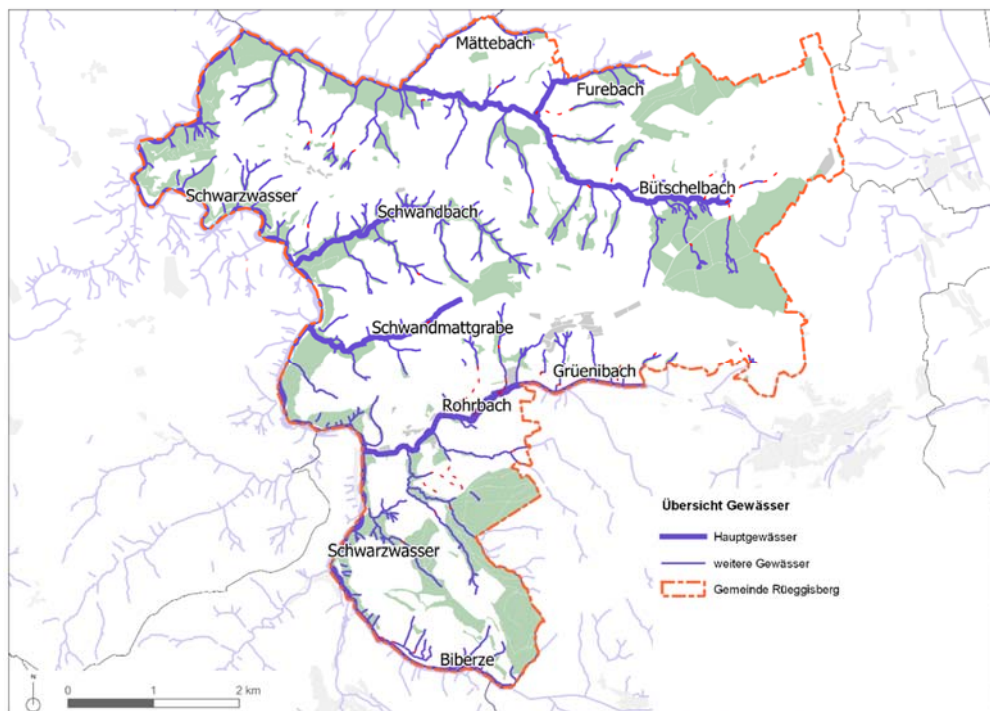 Mättebach
Furebach
Bütschelbach
Schwarzwasser
Schwandbach
Schwandmattgrabe
Grüenibach
Rohrbach
Schwarzwasser
Biberze
Übersicht Gewässer
Hauptgewässer
weitere Gewässer
Gemeinde Rüeggisberg
N
0 1 2 km